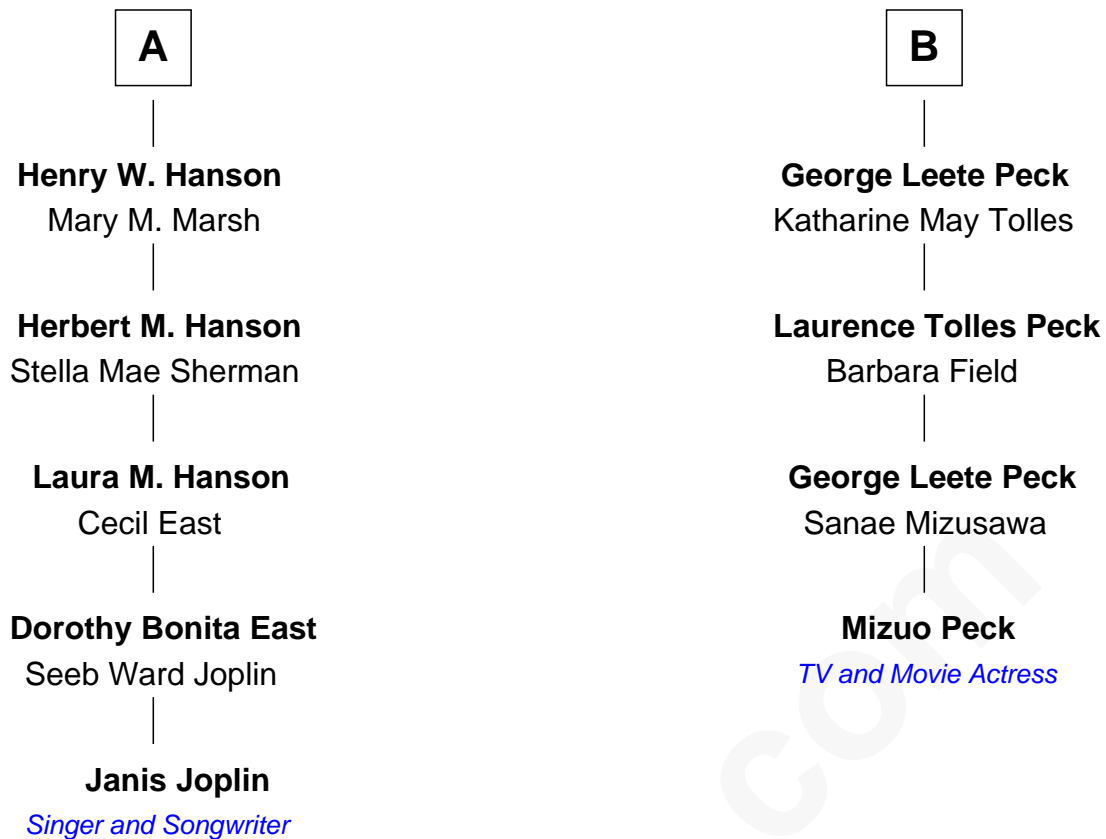 A
Henry W. Hanson
Mary M. Marsh
Herbert M. Hanson
Stella Mae Sherman
Laura M. Hanson
Cecil East
Dorothy Bonita East
Seeb Ward Joplin
Janis Joplin
Singer and Songwriter
B
George Leete Peck
Katharine May Tolles
Laurence Tolles Peck
Barbara Field
George Leete Peck
Sanae Mizusawa
Mizuo Peck
TV and Movie Actress
com